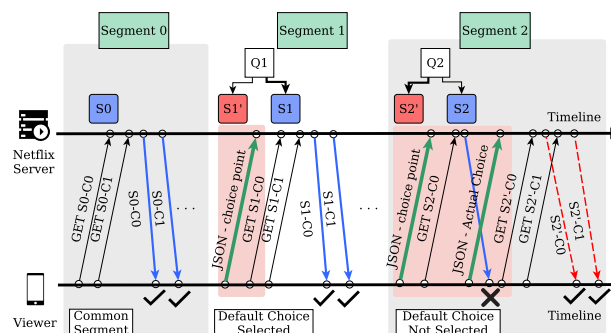 Segment 0
Segment 1
Segment 2
Q1
Q2
S0
S1'
S1
S2'
S2
Timeline
Netflix
Server
GET S0-C0
GET S0-C1
S0-C0
S0-C1
. . .
JSON - choice point
GET S1-C0
GET S1-C1
S1-C0
S1-C1
. . .
JSON - choice point
GET S2-C0
JSON - Actual Choice
GET S2'-C0
GET S2'-C1
S2'-C0
S2'-C1
Viewer
Common
Segment
Default Choice
Selected
Default Choice
Not Selected
Timeline